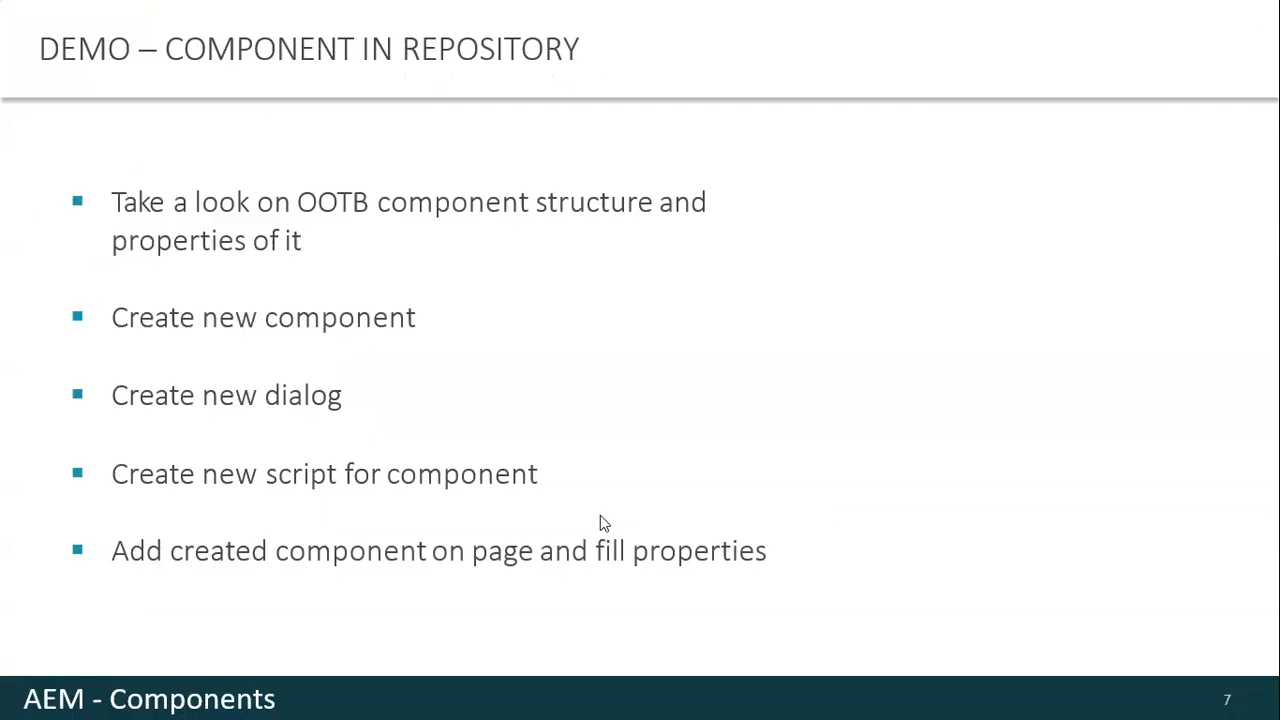 DEMO – COMPONENT IN REPOSITORY
Take a look on OOTB component structure and
properties of it
Create new component
Create new dialog
Create new script for component
Add created component on page and fill properties
AEM - Components
7